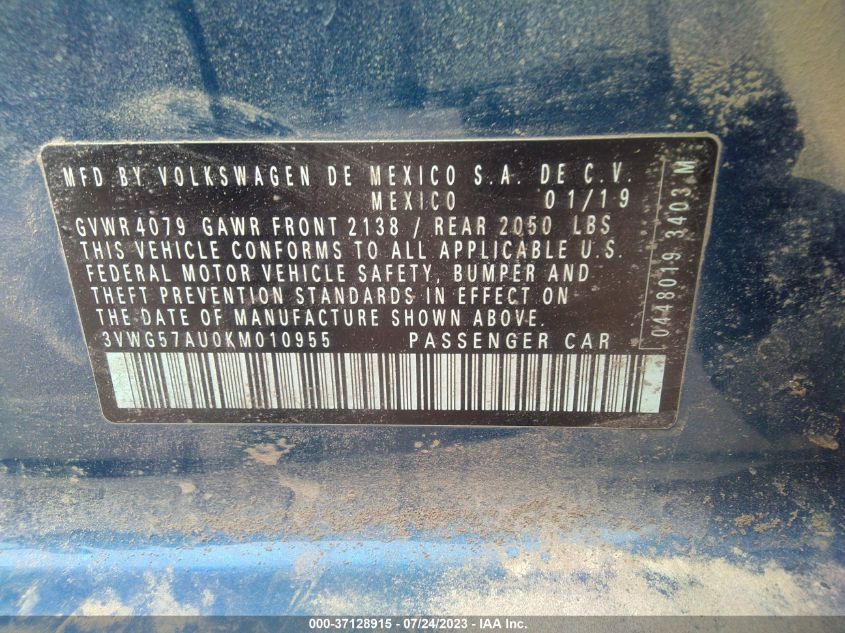 MFD BY VOLKSWAGEN DE MEXICO S.A. DE C.V.
MEXICO 01/19
GVWR 4079 GAWR FRONT 2138 / REAR 2050 LBS
THIS VEHICLE CONFORMS TO ALL APPLICABLE U.S.
FEDERAL MOTOR VEHICLE SAFETY, BUMPER AND
THEFT PREVENTION STANDARDS IN EFFECT ON
THE DATE OF MANUFACTURE SHOWN ABOVE.
3VWG57AU0KM010955 PASSENGER CAR
0448019 3403 M
000-37128915 - 07/24/2023 - IAA Inc.